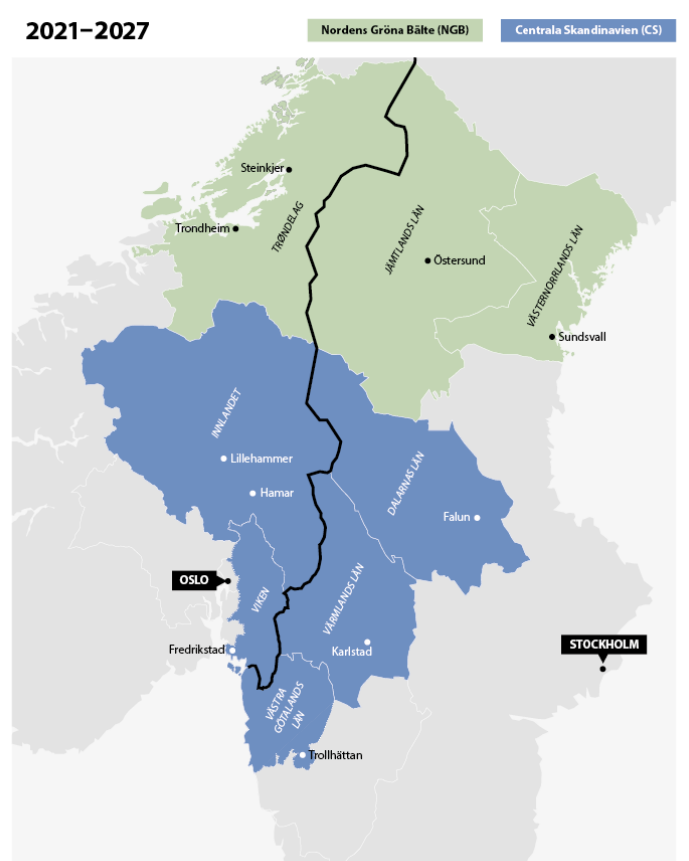 2021–2027
Nordens Gröna Bälte (NGB)
Centrala Skandinavien (CS)
Steinkjer
Trondheim
TRØNDELAG
JÄMTLANDS LÄN
Östersund
VÄSTERNORRLANDS LÄN
Sundsvall
INNLANDET
Lillehammer
Hamar
DALARNAS LÄN
Falun
OSLO
VIKEN
VÄRMLANDS LÄN
Fredrikstad
Karlstad
STOCKHOLM
VÄSTRA
GÖTALANDS
LÄN
Trollhättan